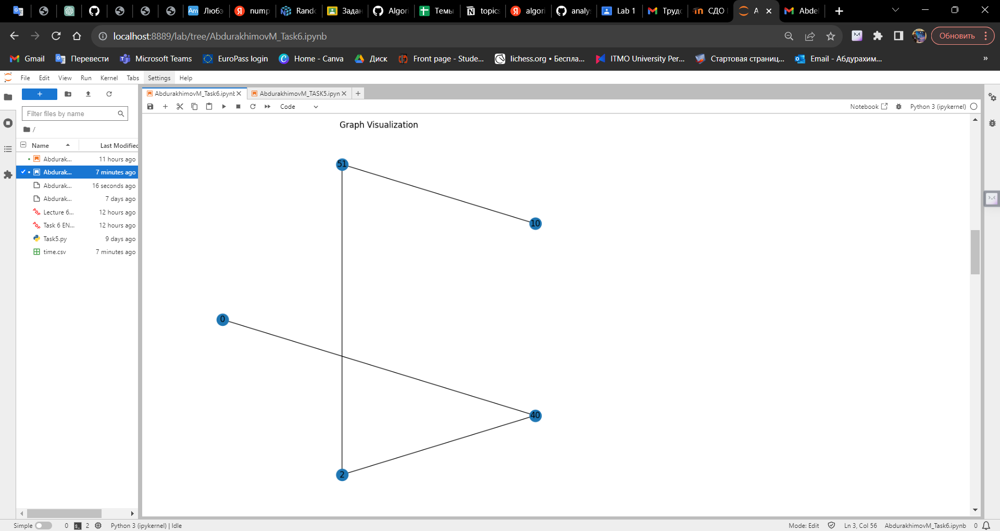 Любэ
nump
Rando
Задан
Algori
Темы
topics
algori
analy
Lab 1
Трудо
СДО
A
Abdel
localhost:8889/lab/tree/AbdurakhimovM_Task6.ipynb
Обновить
Gmail
Перевести
Microsoft Teams
EuroPass login
Home - Canva
Диск
Front page - Stude...
lichess.org • Беспла...
ITMO University Per...
Стартовая страниц...
Email - Абдурахим...
»
File Edit View Run Kernel Tabs Settings Help
AbdurakhimovM_Task6.ipynb
AbdurakhimovM_TASK5.ipyn
Filter files by name
Code
Notebook
Python 3 (ipykernel)
/
Name Last Modified
Abdurak... 11 hours ago
Abdurak... 7 minutes ago
Abdurak... 16 seconds ago
Abdurak... 7 days ago
Lecture 6... 12 hours ago
Task 6 EN... 12 hours ago
Task5.py 9 days ago
time.csv 7 minutes ago
Graph Visualization
51
10
0
40
2
Simple 0 2 Python 3 (ipykernel) | Idle
Mode: Edit Ln 3, Col 56 AbdurakhimovM_Task6.ipynb 0